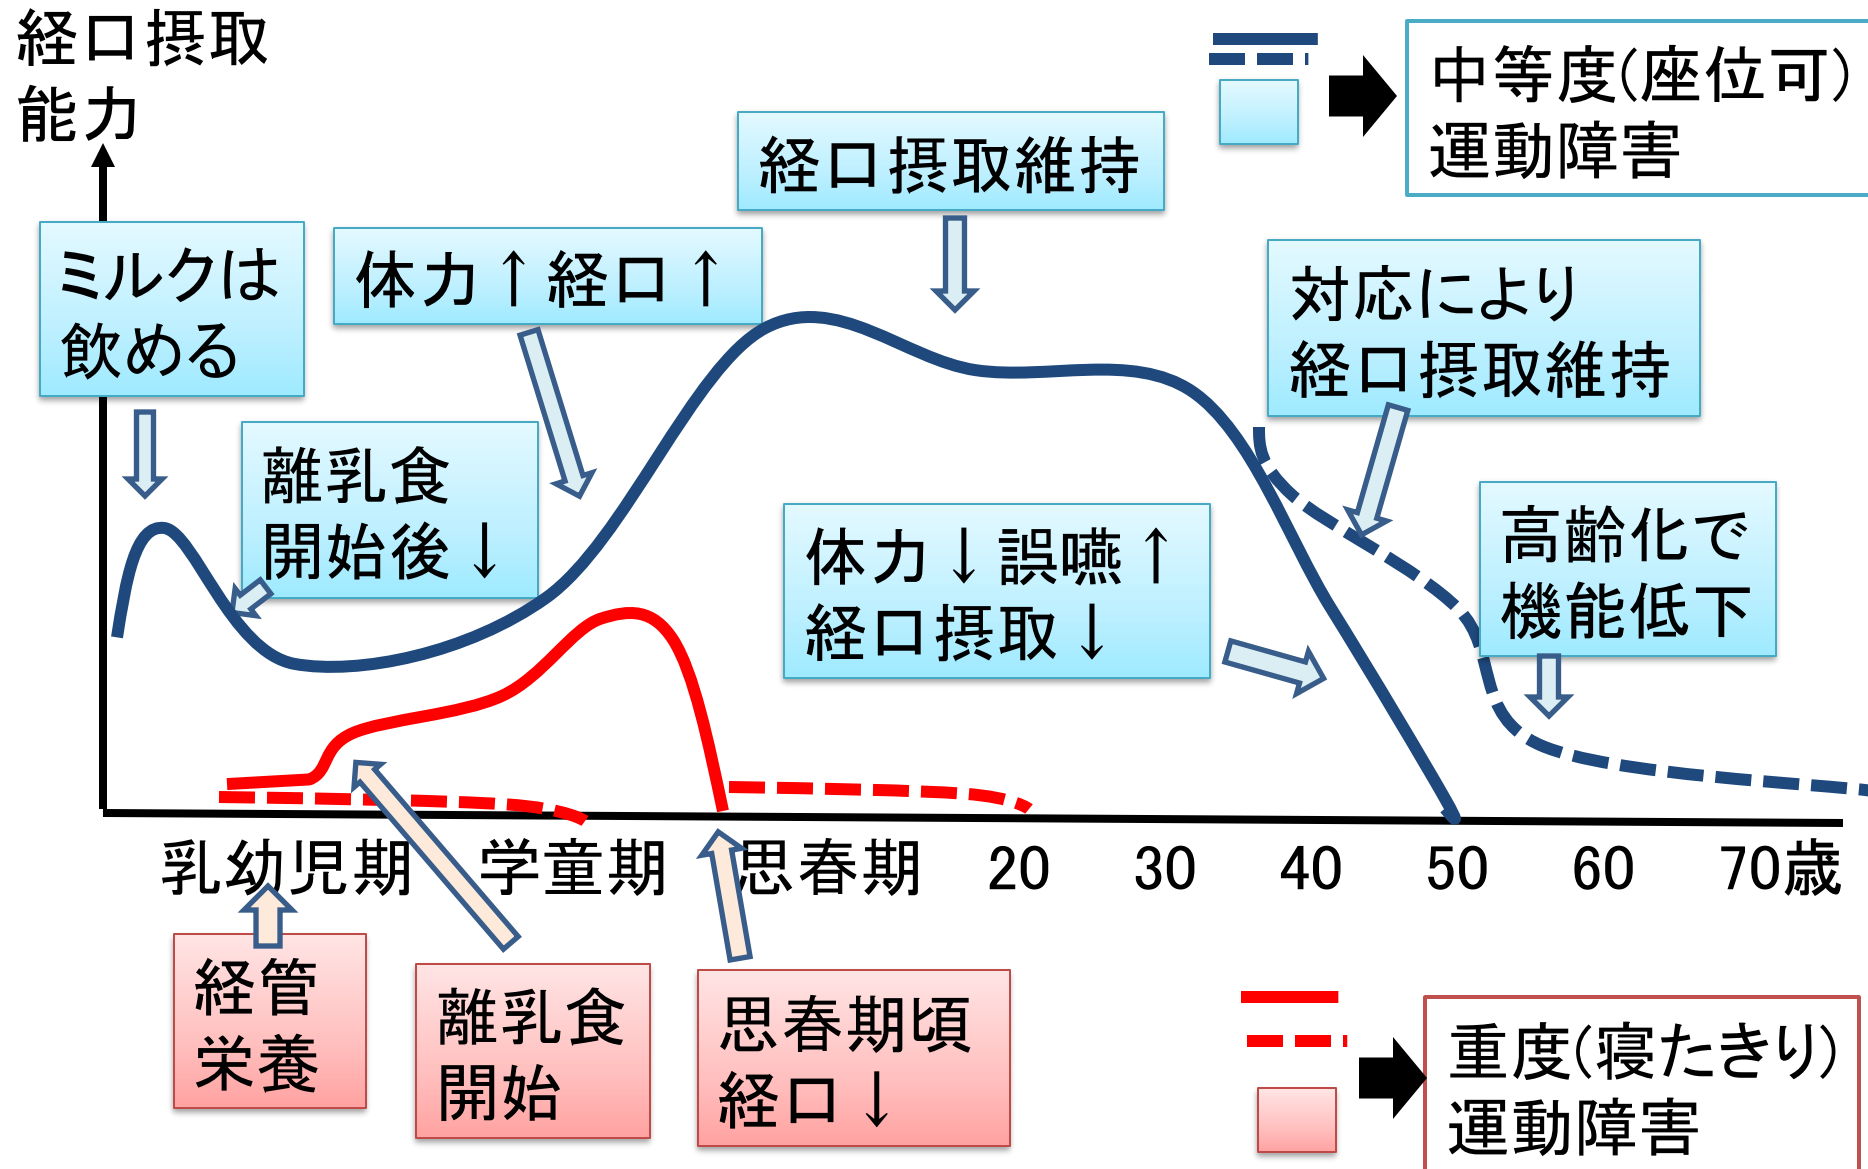 経口摂取
能力
中等度(座位可)
運動障害
経口摂取維持
ミルクは
飲める
体力↑経口↑
対応により
経口摂取維持
離乳食
開始後↓
体力↓誤嚥↑
経口摂取↓
高齢化で
機能低下
乳幼児期 学童期 思春期 20 30 40 50 60 70歳
経管
栄養
離乳食
開始
思春期頃
経口↓
重度(寝たきり)
運動障害